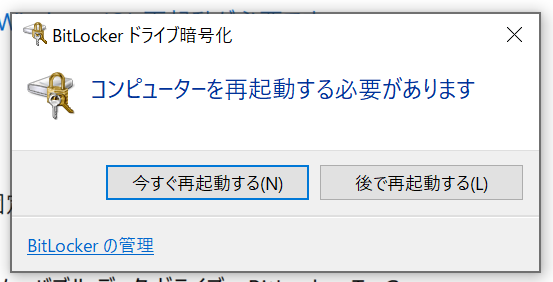 BitLocker ドライブ暗号化
コンピューターを再起動する必要があります
今すぐ再起動する(N)
後で再起動する(L)
BitLocker の管理